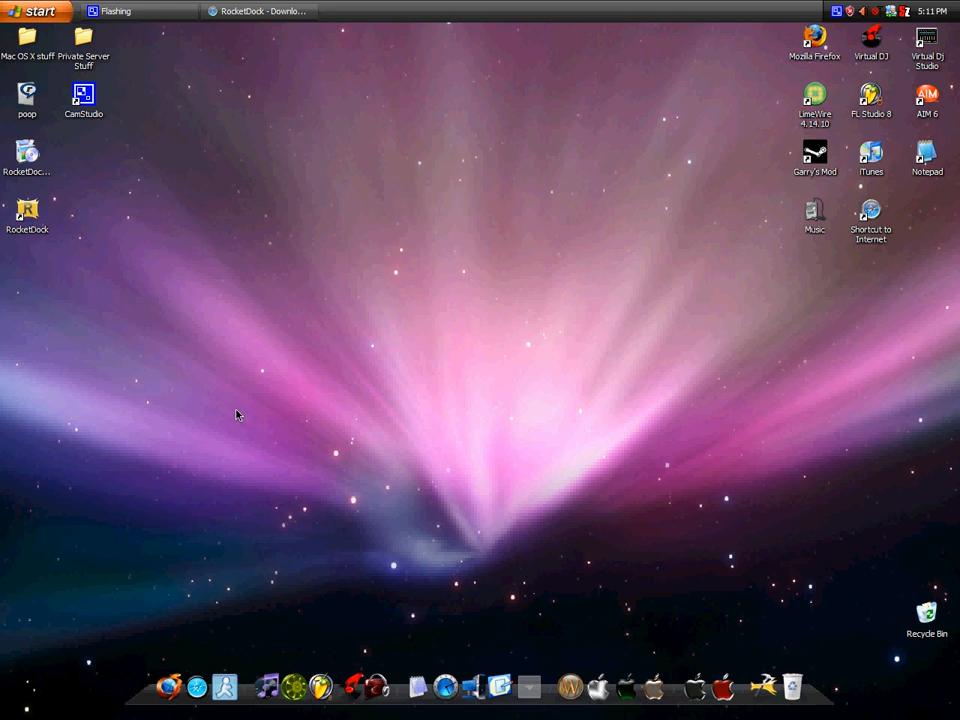 start
Flashing
RocketDock - Downlo...
5:11 PM
Mac OS X stuff
Private Server
Stuff
Mozilla Firefox
Virtual DJ
Virtual Dj
Studio
poop
CamStudio
LimeWire
4.14.10
FL Studio 8
AIM
AIM 6
RocketDoc...
Garry's Mod
iTunes
Notepad
R
RocketDock
Music
Shortcut to
Internet
Recycle Bin
W